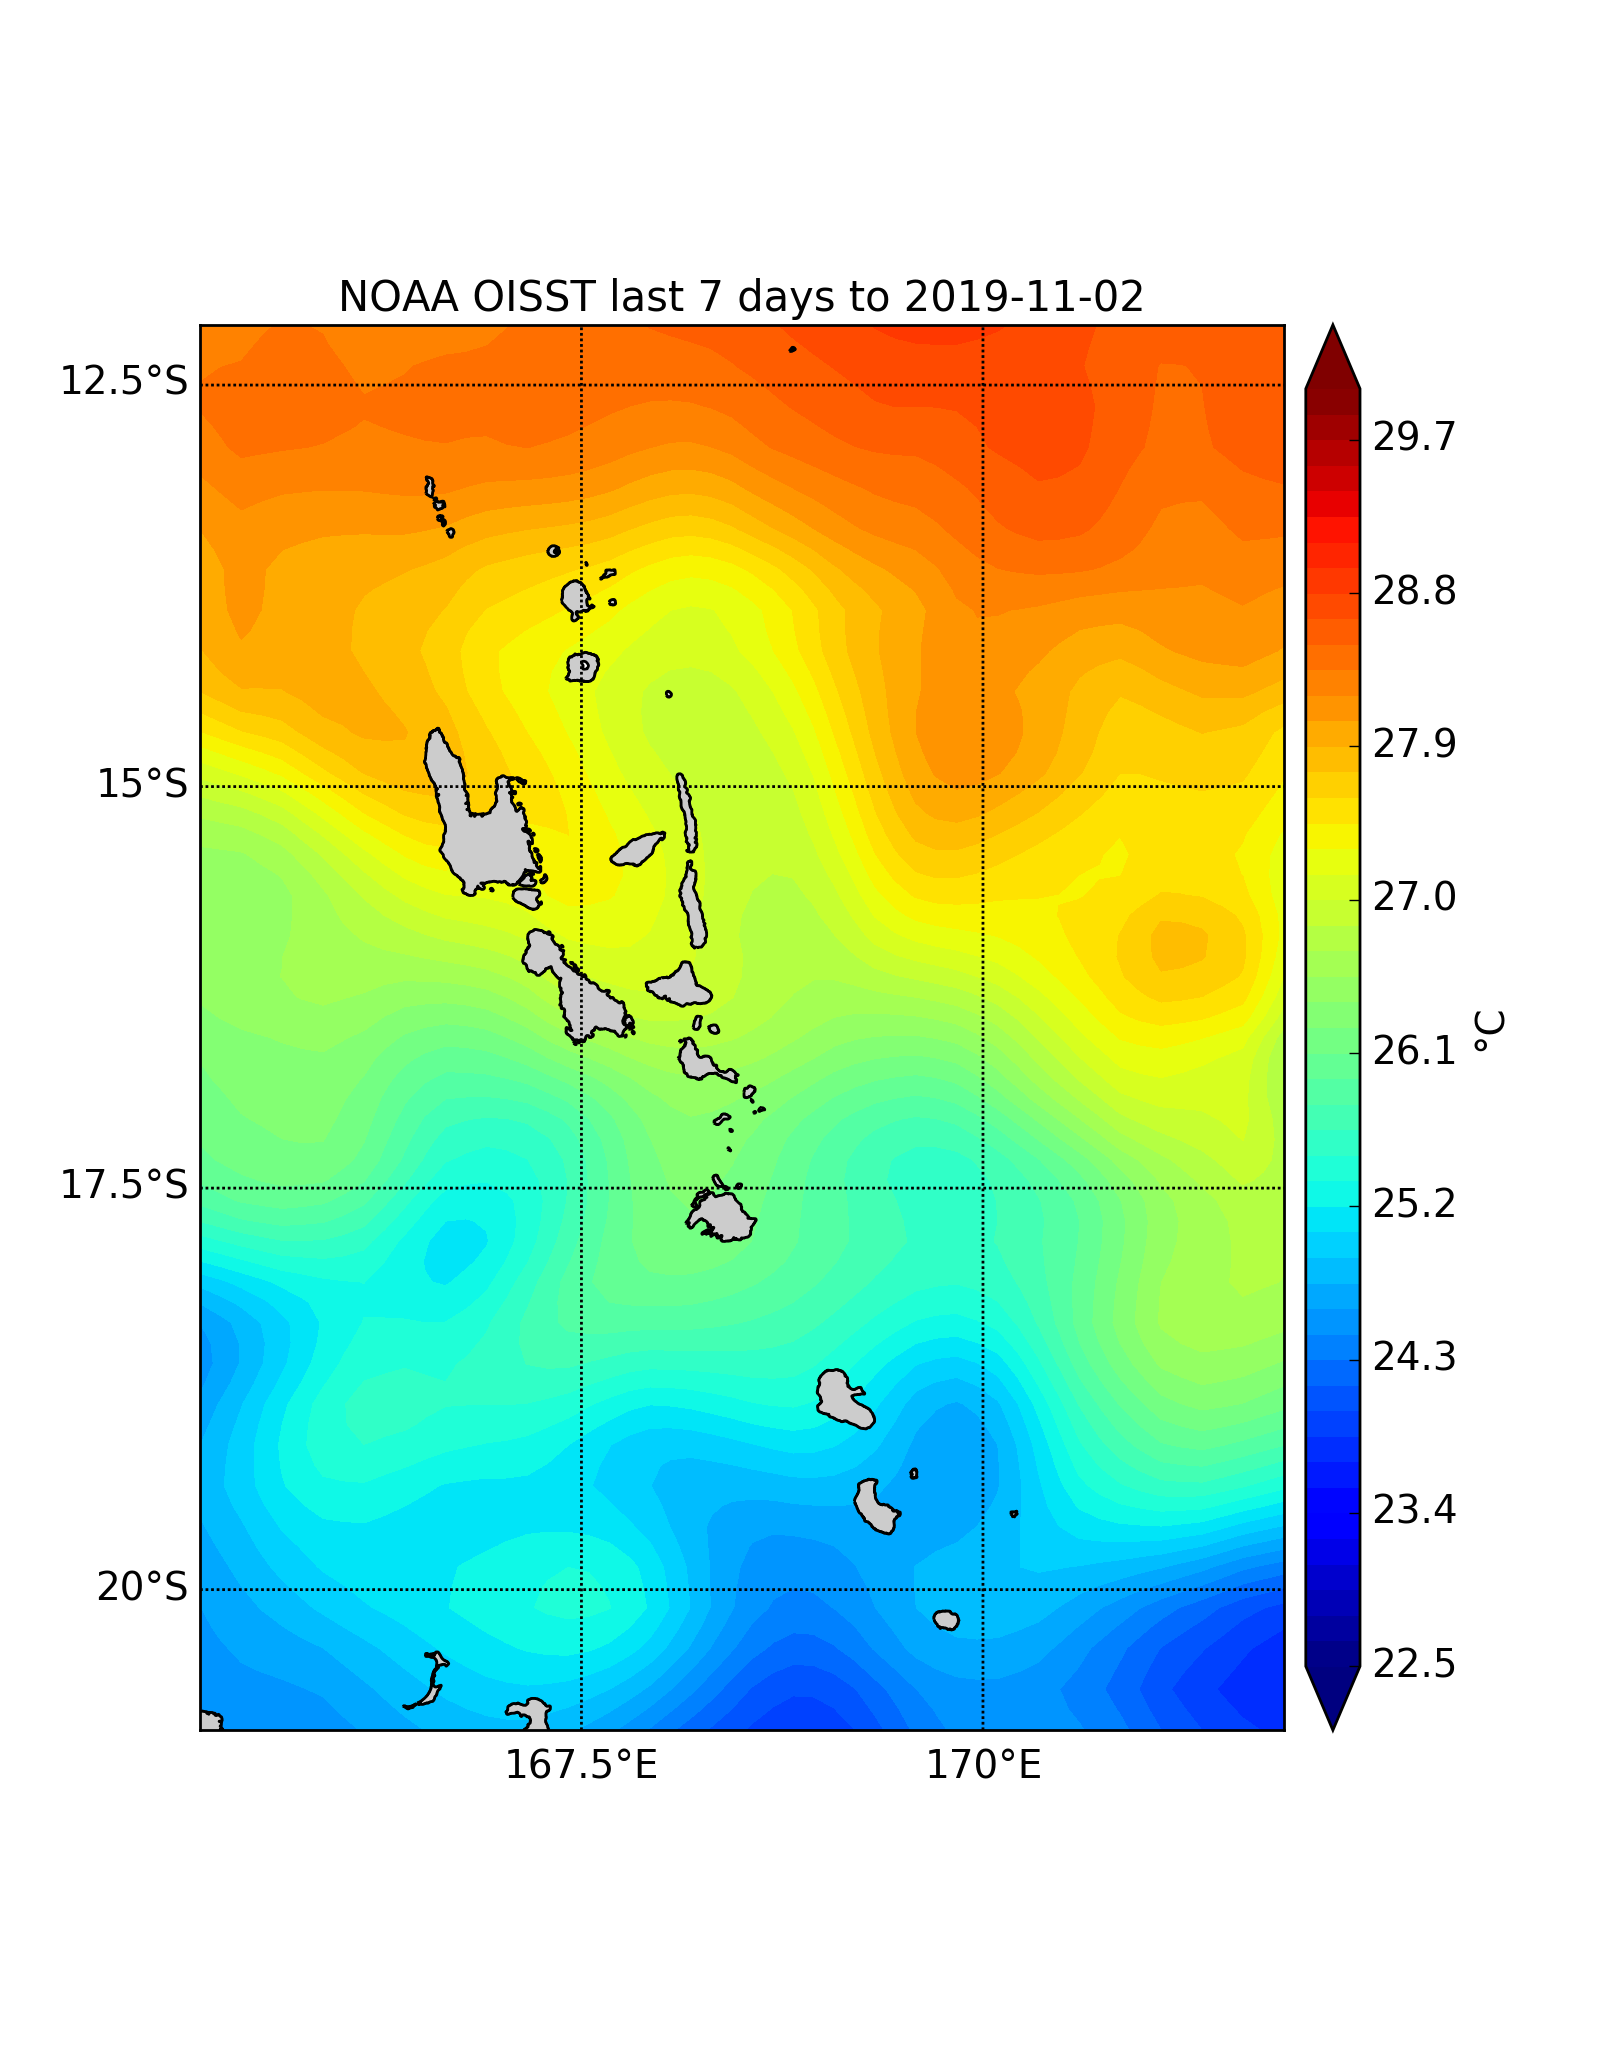 NOAA OISST last 7 days to 2019-11-02
12.5°S
15°S
17.5°S
20°S
167.5°E
170°E
29.7
28.8
27.9
27.0
26.1
25.2
24.3
23.4
22.5
°C